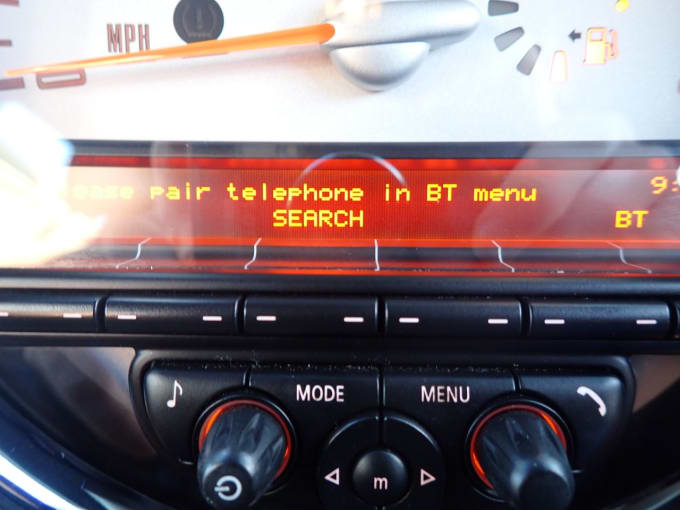 MPH
pair telephone in BT menu
SEARCH BT
MODE MENU
m